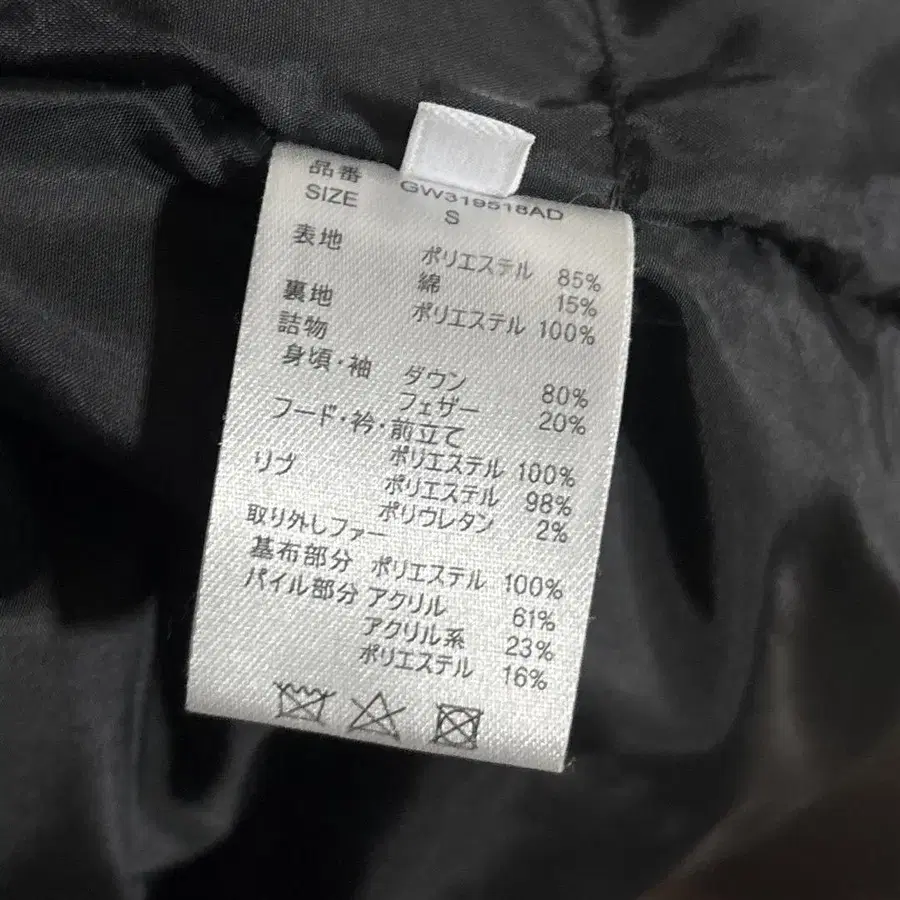 品番 GW319518AD
SIZE S
表地 ポリエステル 85%
綿 15%
裏地 ポリエステル 100%
詰物
身頃・袖 ダウン 80%
フェザー 20%
フード・衿・前立て
ポリエステル 100%
リブ ポリエステル 98%
ポリウレタン 2%
取り外しファー
基布部分 ポリエステル 100%
パイル部分 アクリル 61%
アクリル系 23%
ポリエステル 16%